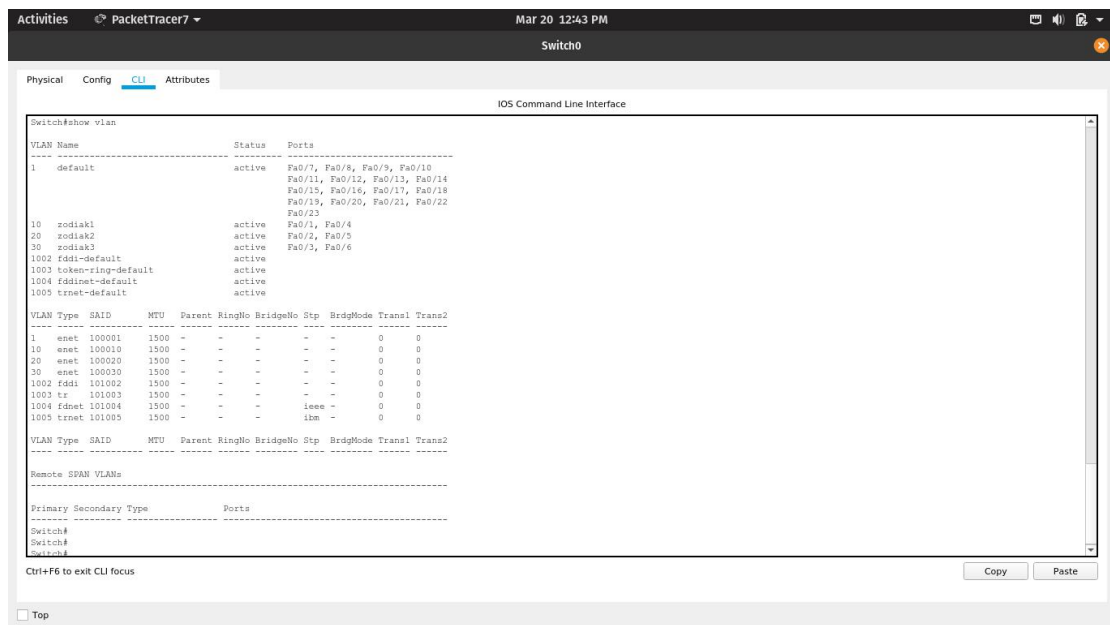 Activities PacketTracer7 Mar 20 12:43 PM
Switch0
Physical Config CLI Attributes
IOS Command Line Interface
Switch#show vlan
VLAN Name Status Ports
---- -------------------------------- --------- -------------------------------
1 default active Fa0/7, Fa0/8, Fa0/9, Fa0/10
Fa0/11, Fa0/12, Fa0/13, Fa0/14
Fa0/15, Fa0/16, Fa0/17, Fa0/18
Fa0/19, Fa0/20, Fa0/21, Fa0/22
Fa0/23
10 zodiak1 active Fa0/1, Fa0/4
20 zodiak2 active Fa0/2, Fa0/5
30 zodiak3 active Fa0/3, Fa0/6
1002 fddi-default active
1003 token-ring-default active
1004 fddinet-default active
1005 trnet-default active
VLAN Type SAID MTU Parent RingNo BridgeNo Stp BrdgMode Trans1 Trans2
---- ----- ---------- ----- ------ ------ -------- ---- -------- ------ ------
1 enet 100001 1500 - - - - - 0 0
10 enet 100010 1500 - - - - - 0 0
20 enet 100020 1500 - - - - - 0 0
30 enet 100030 1500 - - - - - 0 0
1002 fddi 101002 1500 - - - - - 0 0
1003 tr 101003 1500 - - - - - 0 0
1004 fdnet 101004 1500 - - - ieee - 0 0
1005 trnet 101005 1500 - - - ibm - 0 0
VLAN Type SAID MTU Parent RingNo BridgeNo Stp BrdgMode Trans1 Trans2
---- ----- ---------- ----- ------ ------ -------- ---- -------- ------ ------
Remote SPAN VLANs
------------------------------------------------------------------------------
Primary Secondary Type Ports
------- --------- ----------------- ------------------------------------------
Switch#
Switch#
Switch#
Ctrl+F6 to exit CLI focus Copy Paste
Top